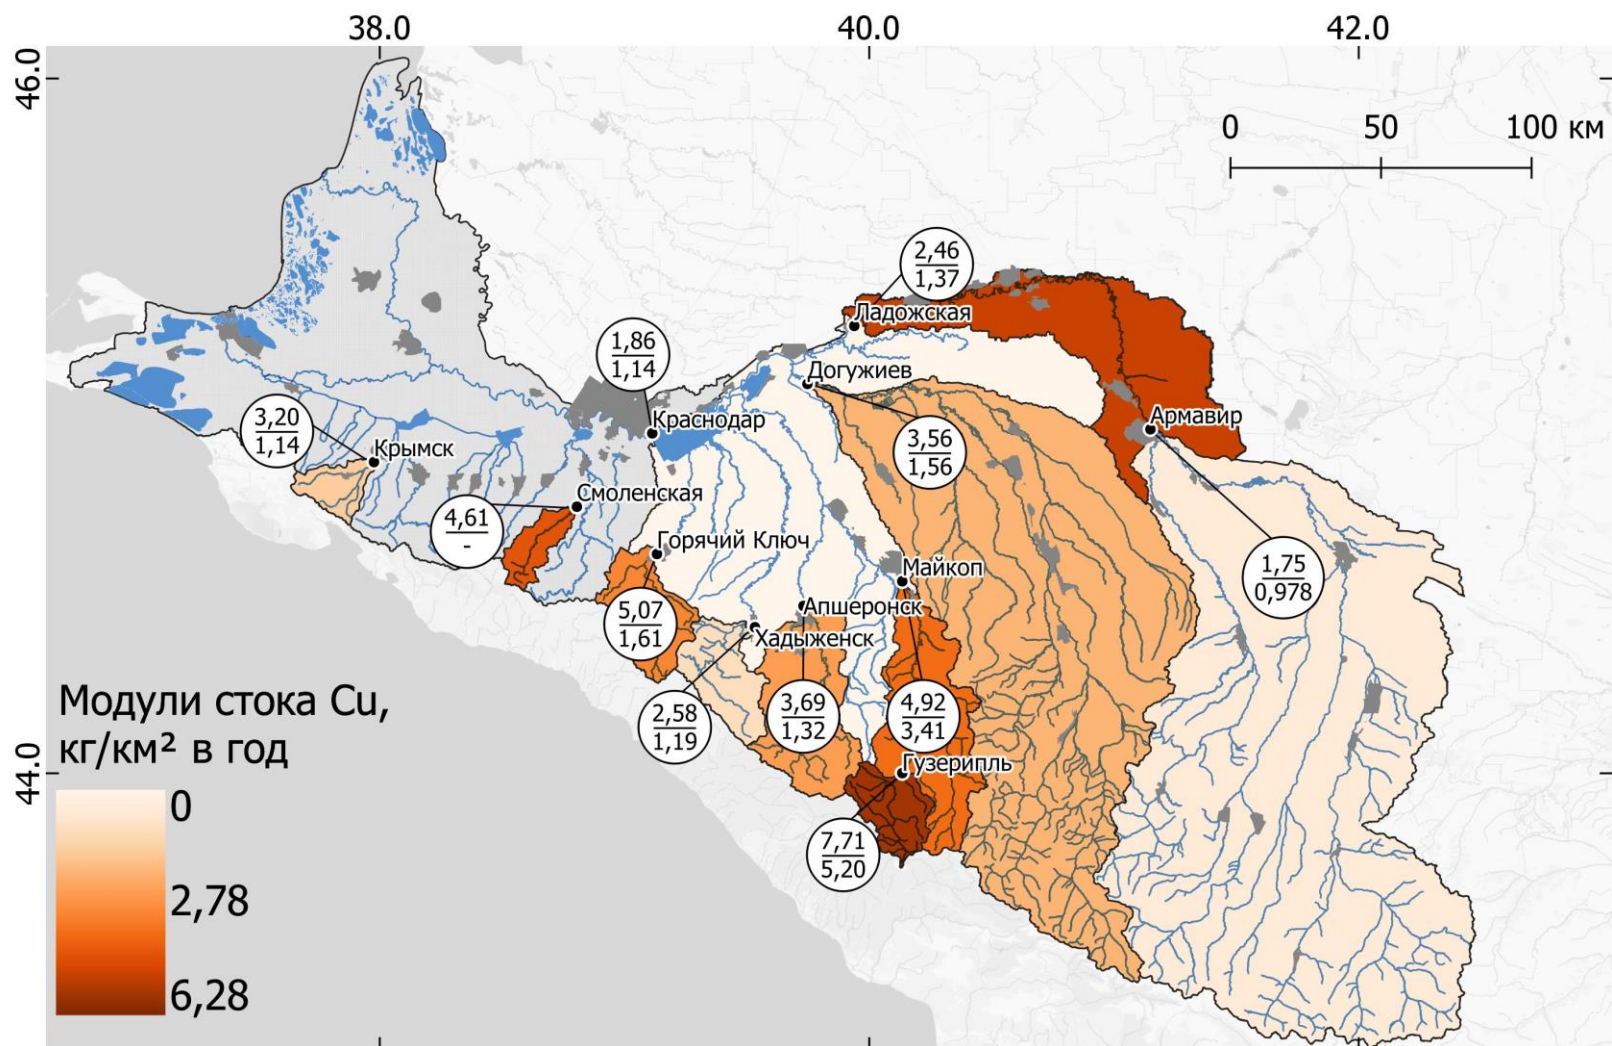 38.0
40.0
42.0
46.0
0
50
100 км
2,46
1,37
Ладожская
1,86
1,14
Догужиев
Краснодар
Армавир
3,20
1,14
Крымск
3,56
1,56
Смоленская
4,61
-
Горячий Ключ
Майкоп
1,75
0,978
5,07
1,61
Апшеронск
Хадыженск
2,58
1,19
3,69
1,32
4,92
3,41
Гузерипль
44.0
7,71
5,20
Модули стока Cu,
кг/км² в год
0
2,78
6,28